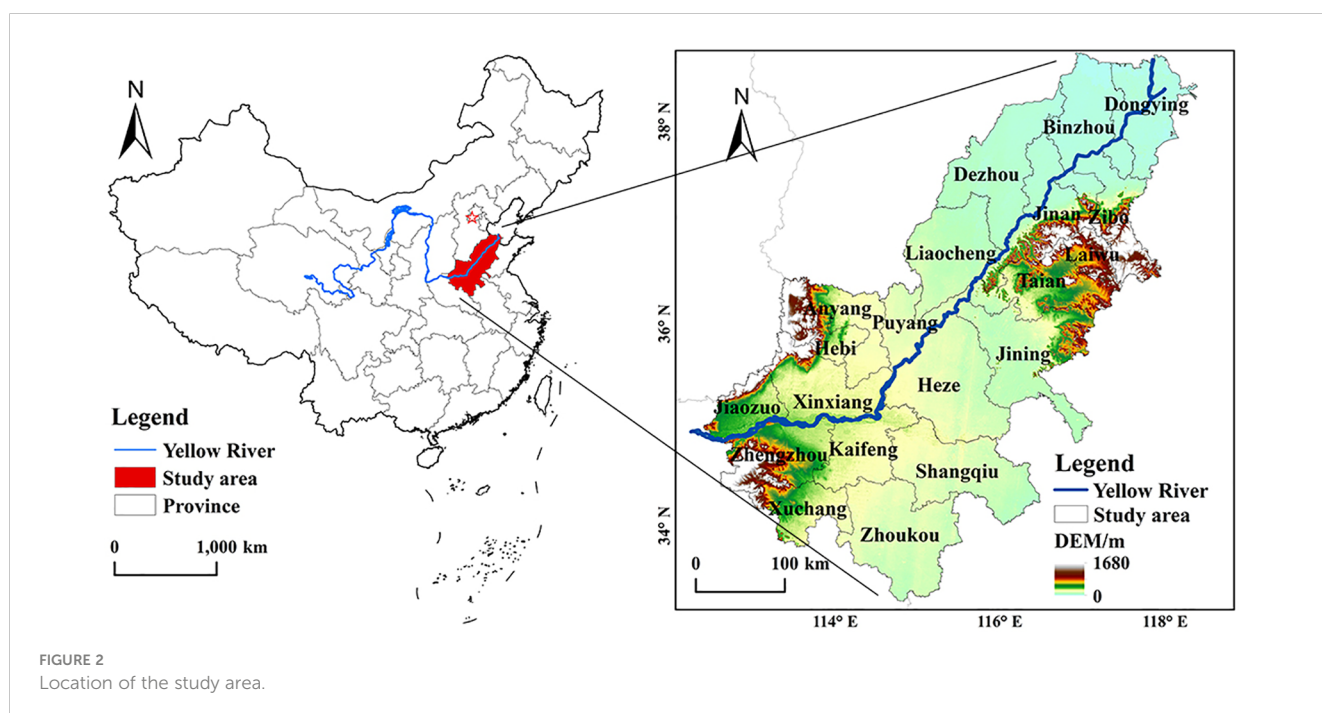 N
Legend
Yellow River
Study area
Province
0 1,000 km
38° N
36° N
34° N
N
Dongying
Binzhou
Dezhou
Jinan Zibo
Liaocheng
Laiwu
Taian
Anyang
Puyang
Hebi
Jining
Heze
Xinxiang
Jiaozuo
Zhengzhou
Kaifeng
Shangqiu
Xuchang
Zhoukou
Legend
Yellow River
Study area
DEM/m
1680
0
0 100 km
114° E 116° E 118° E
FIGURE 2
Location of the study area.